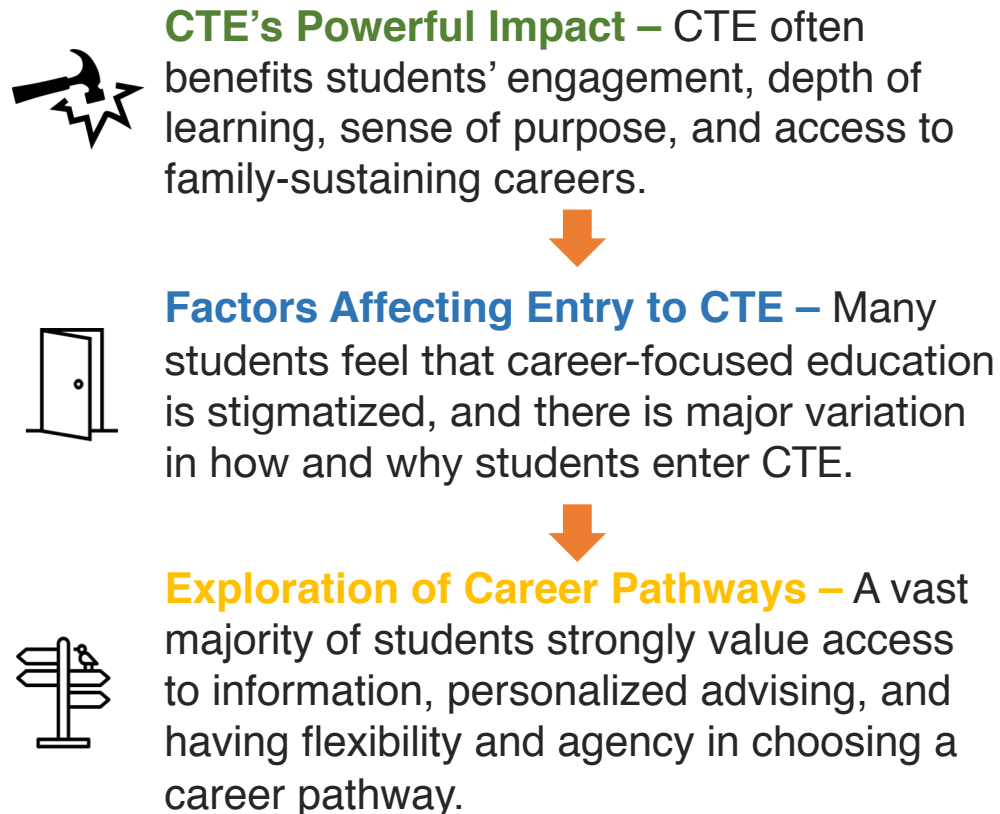 CTE’s Powerful Impact – CTE often
benefits students’ engagement, depth of
learning, sense of purpose, and access to
family-sustaining careers.
Factors Affecting Entry to CTE – Many
students feel that career-focused education
is stigmatized, and there is major variation
in how and why students enter CTE.
Exploration of Career Pathways – A vast
majority of students strongly value access
to information, personalized advising, and
having flexibility and agency in choosing a
career pathway.